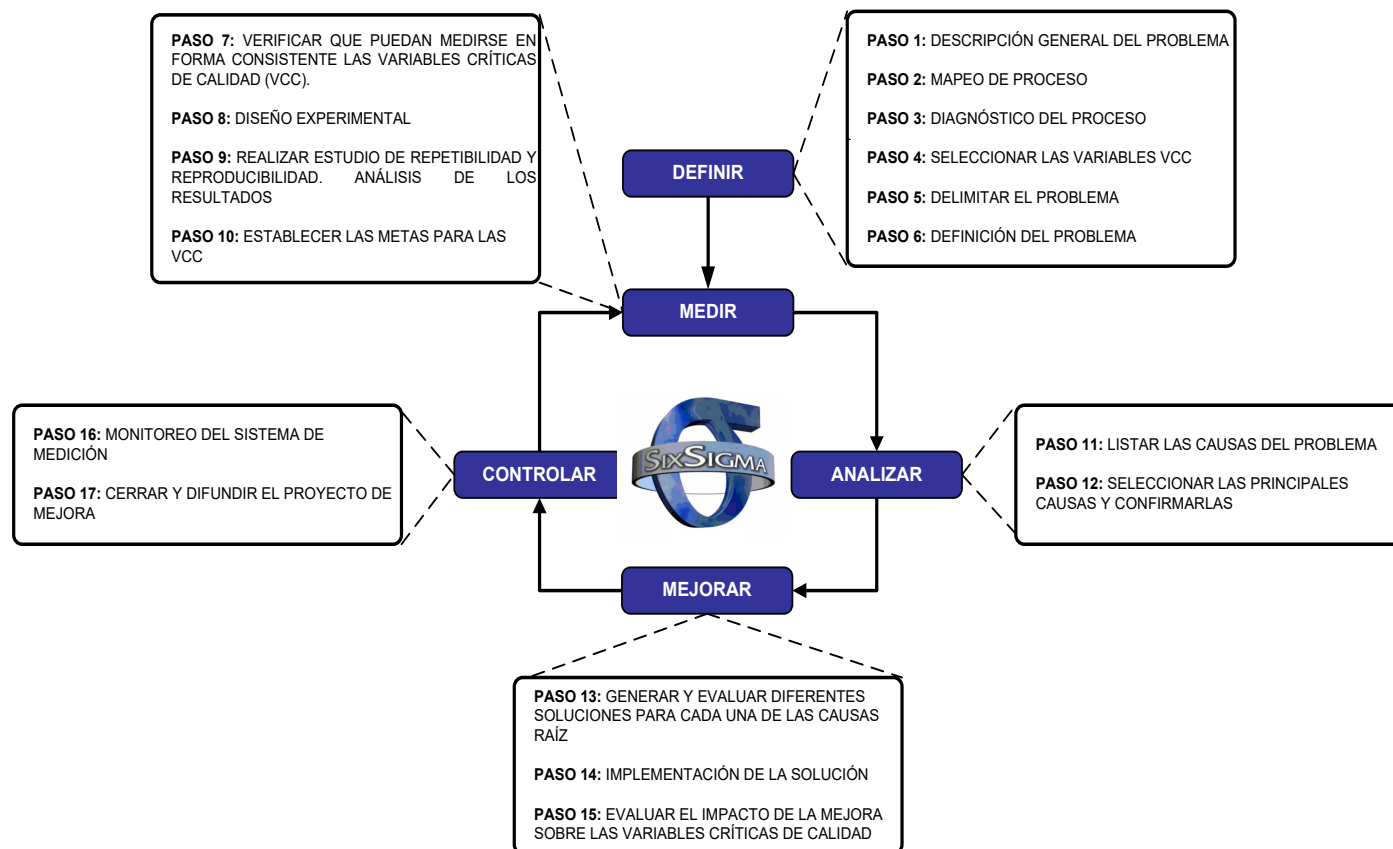 PASO 7: VERIFICAR QUE PUEDAN MEDIRSE EN
FORMA CONSISTENTE LAS VARIABLES CRÍTICAS
DE CALIDAD (VCC).
PASO 8: DISEÑO EXPERIMENTAL
PASO 9: REALIZAR ESTUDIO DE REPETIBILIDAD Y
REPRODUCIBILIDAD. ANÁLISIS DE LOS
RESULTADOS
PASO 10: ESTABLECER LAS METAS PARA LAS
VCC
PASO 1: DESCRIPCIÓN GENERAL DEL PROBLEMA
PASO 2: MAPEO DE PROCESO
PASO 3: DIAGNÓSTICO DEL PROCESO
PASO 4: SELECCIONAR LAS VARIABLES VCC
PASO 5: DELIMITAR EL PROBLEMA
PASO 6: DEFINICIÓN DEL PROBLEMA
DEFINIR
MEDIR
PASO 16: MONITOREO DEL SISTEMA DE
MEDICIÓN
PASO 17: CERRAR Y DIFUNDIR EL PROYECTO DE
MEJORA
CONTROLAR
SIXSIGMA
ANALIZAR
PASO 11: LISTAR LAS CAUSAS DEL PROBLEMA
PASO 12: SELECCIONAR LAS PRINCIPALES
CAUSAS Y CONFIRMARLAS
MEJORAR
PASO 13: GENERAR Y EVALUAR DIFERENTES
SOLUCIONES PARA CADA UNA DE LAS CAUSAS
RAÍZ
PASO 14: IMPLEMENTACIÓN DE LA SOLUCIÓN
PASO 15: EVALUAR EL IMPACTO DE LA MEJORA
SOBRE LAS VARIABLES CRÍTICAS DE CALIDAD